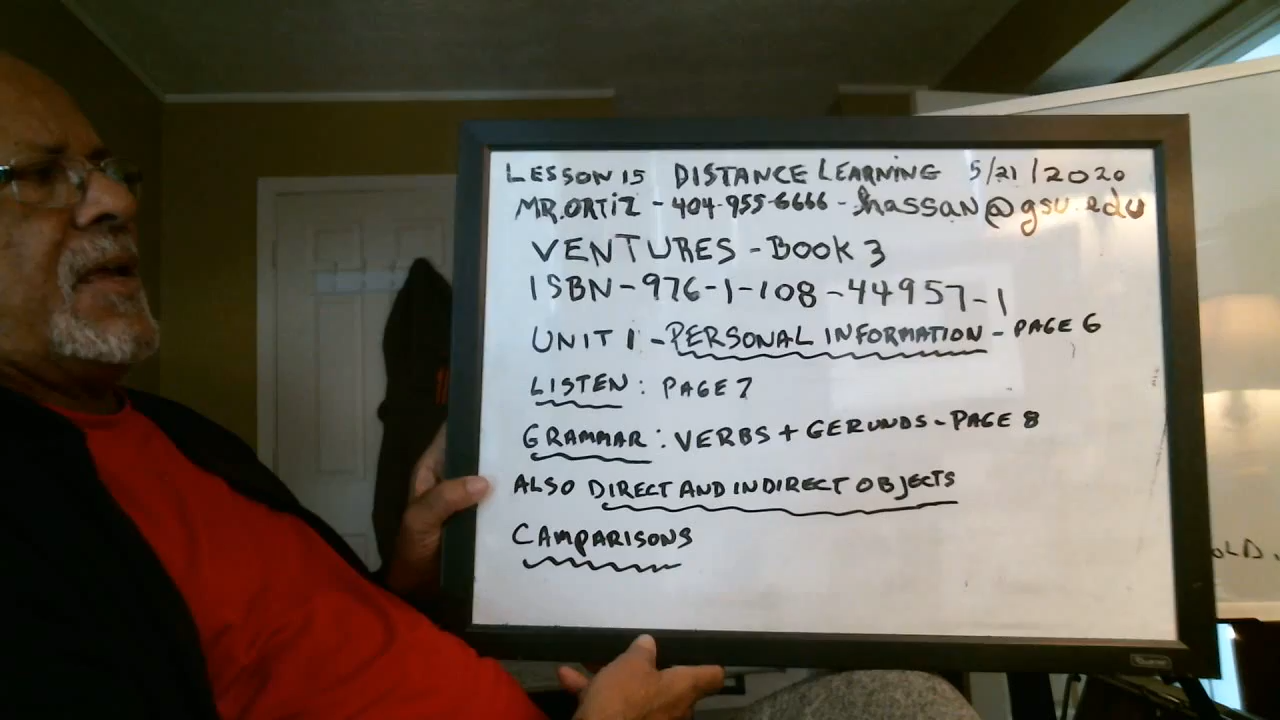 LESSON 15 DISTANCE LEARNING 5/21/2020
MR. ORTIZ - 404-955-6666 - shassan@gsu.edu
VENTURES - BOOK 3
ISBN - 976-1-108-44957-1
UNIT 1 - PERSONAL INFORMATION - PAGE 6
LISTEN: PAGE 7
GRAMMAR: VERBS + GERUNDS - PAGE 8
ALSO DIRECT AND INDIRECT OBJECTS
CAMPARISONS
OLD.